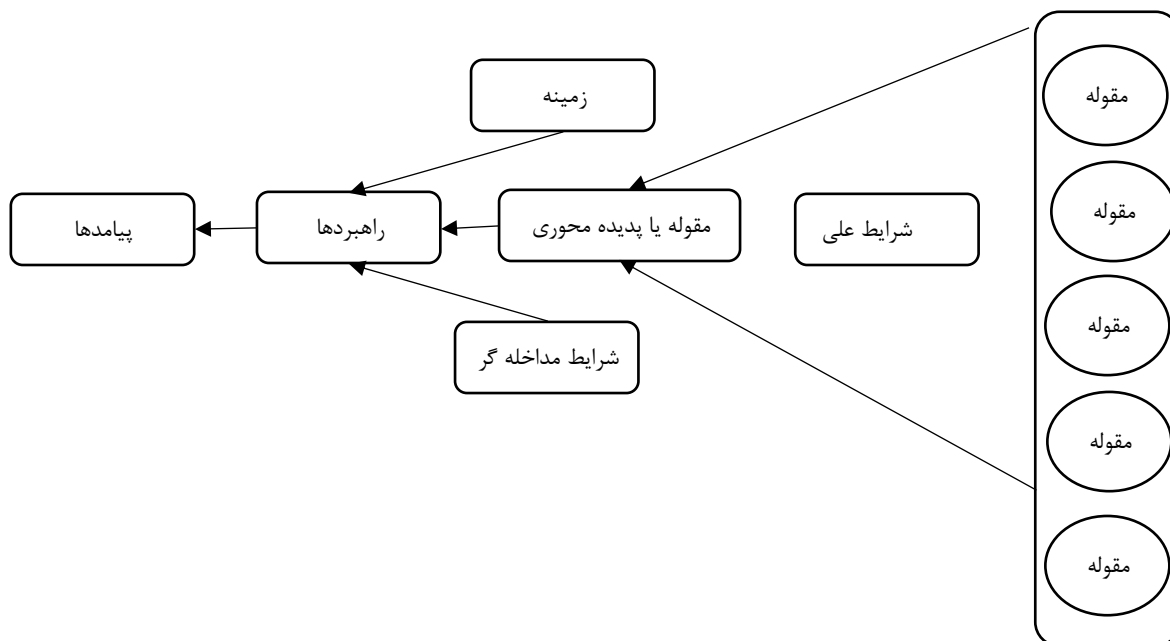 مقوله
زمینه
مقوله
شرایط علی
مقوله یا پدیده محوری
راهبردها
پیامدها
مقوله
شرایط مداخله گر
مقوله
مقوله